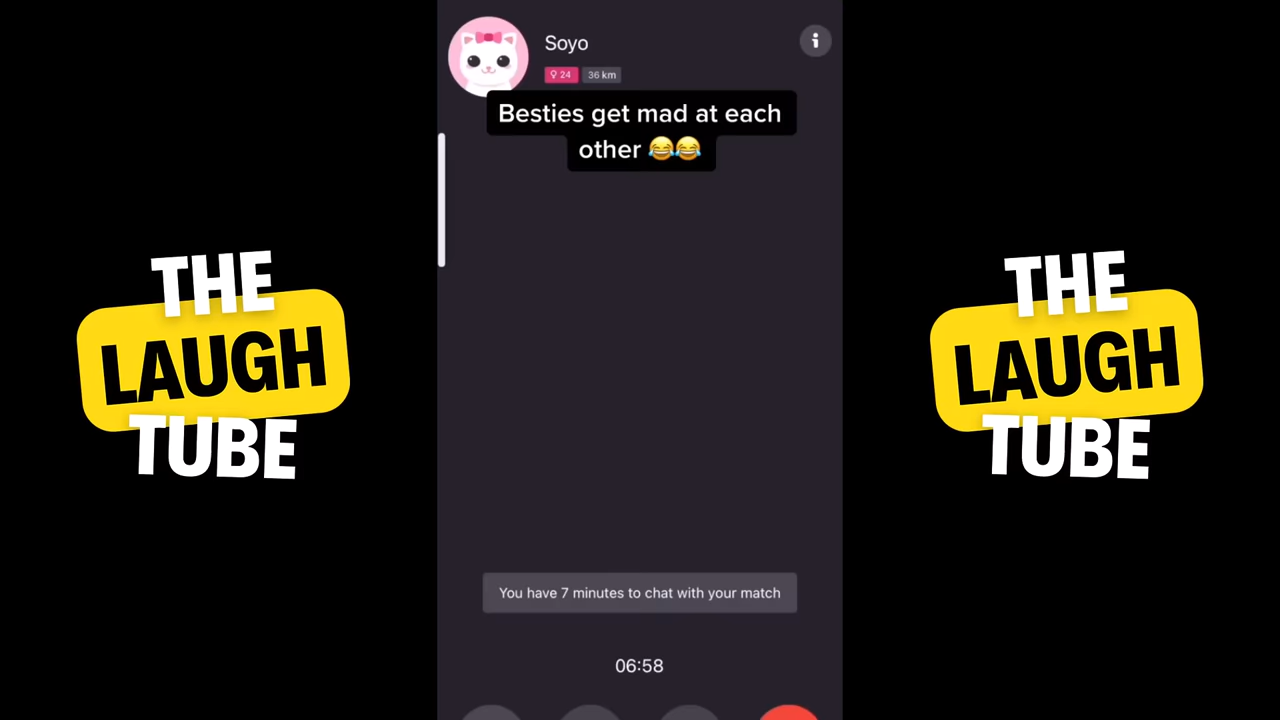 THE
LAUGH
TUBE
Soyo
♀ 24 36 km
Besties get mad at each
other 😂😂
You have 7 minutes to chat with your match
06:58
THE
LAUGH
TUBE